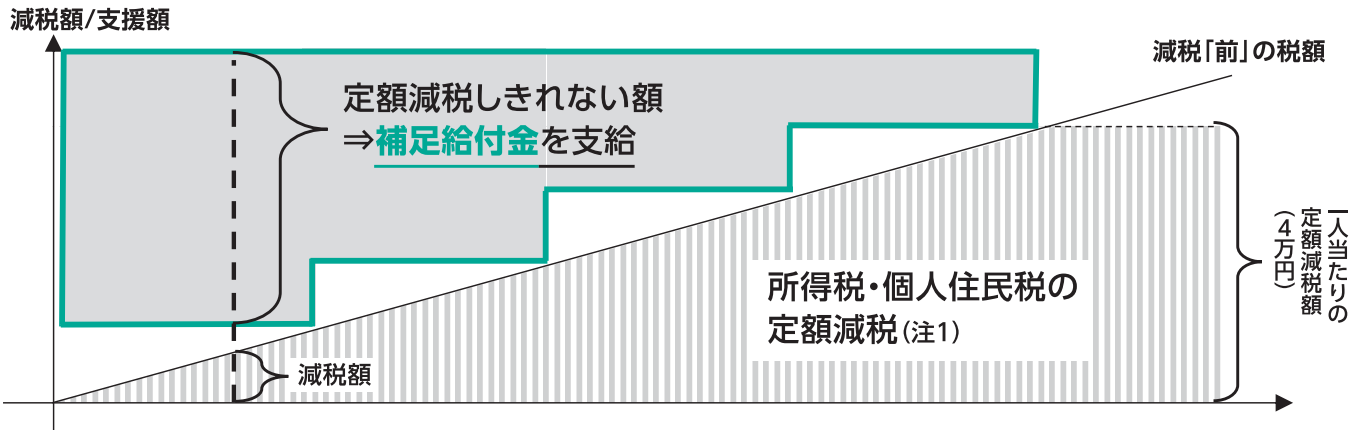 減税額/支援額
減税「前」の税額
定額減税しきれない額
⇒補足給付金を支給
一人当たりの
定額減税額
(4万円)
所得税・個人住民税の
定額減税(注1)
減税額